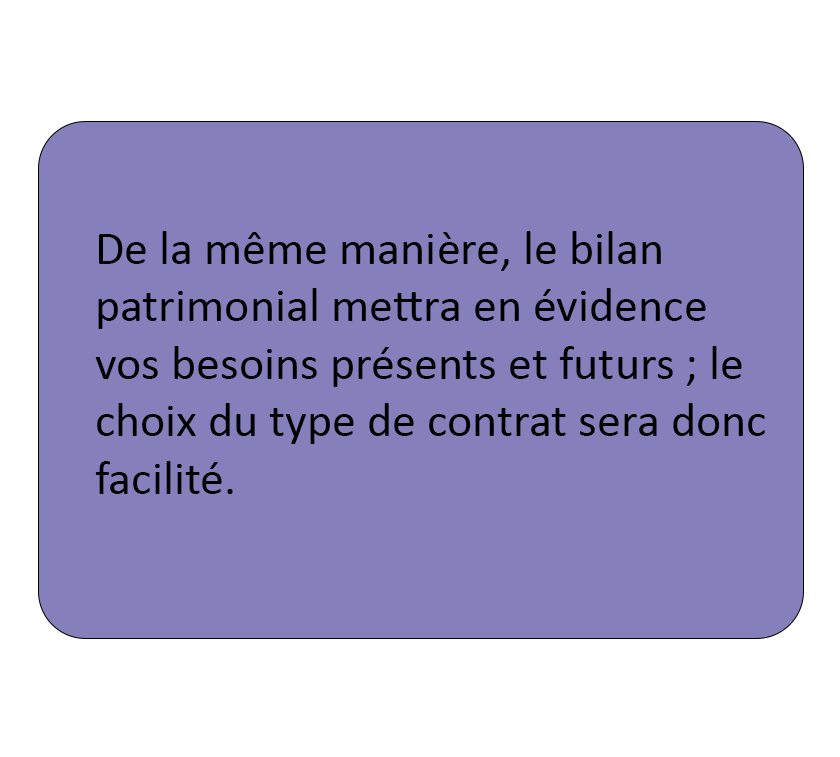 De la même manière, le bilan
patrimonial mettra en évidence
vos besoins présents et futurs ; le
choix du type de contrat sera donc
facilité.